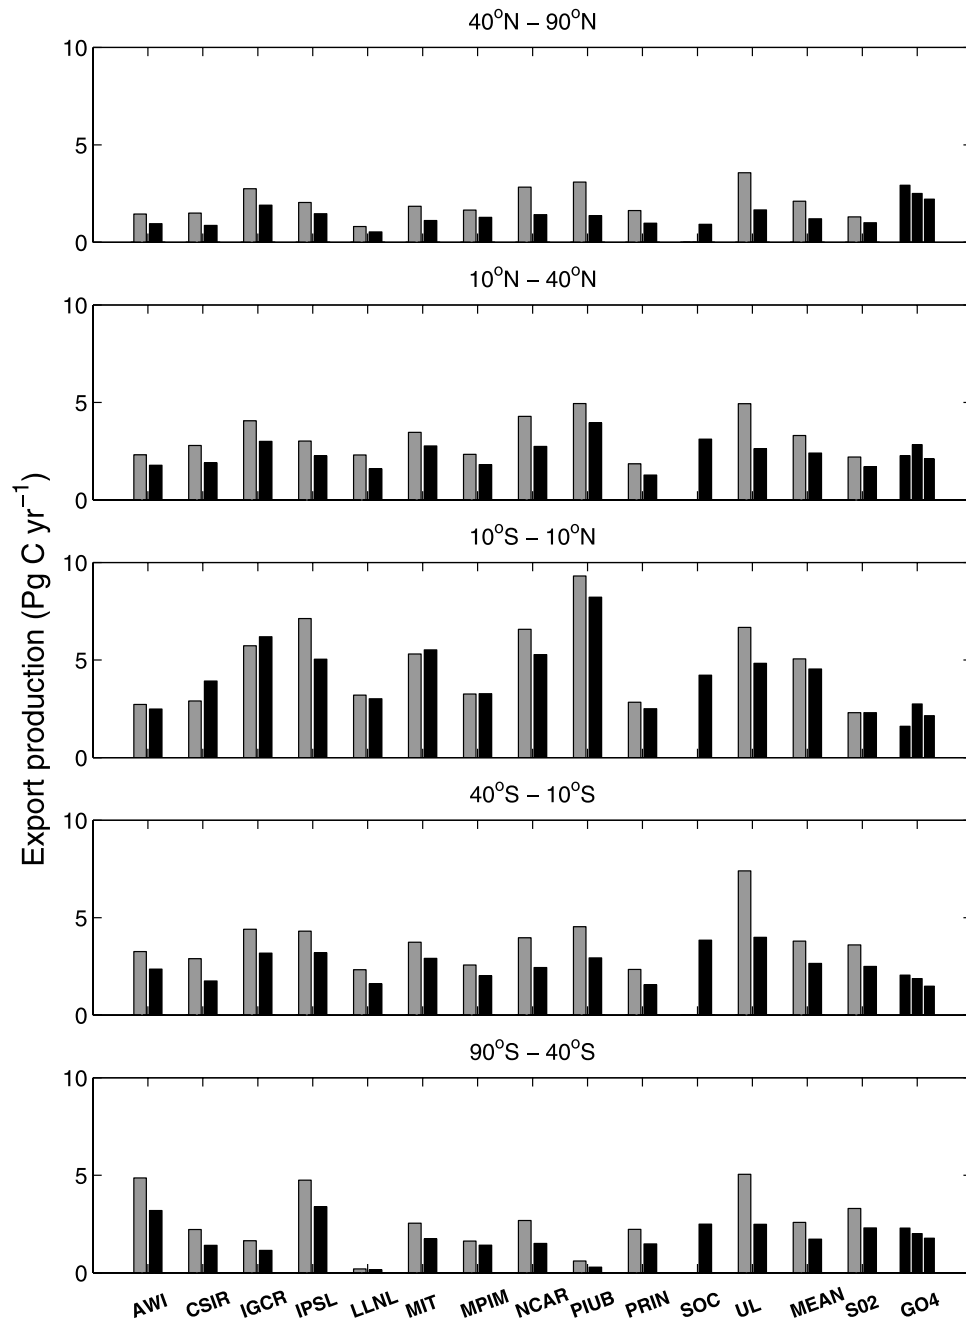 40°N – 90°N
10
5
0
10°N – 40°N
10
5
0
10°S – 10°N
10
5
0
40°S – 10°S
10
5
0
90°S – 40°S
10
5
0
Export production (Pg C yr⁻¹)
AWI CSIR IGCR IPSL LLNL MIT MPIM NCAR PIUB PRIN SOC UL MEAN S02 GO4